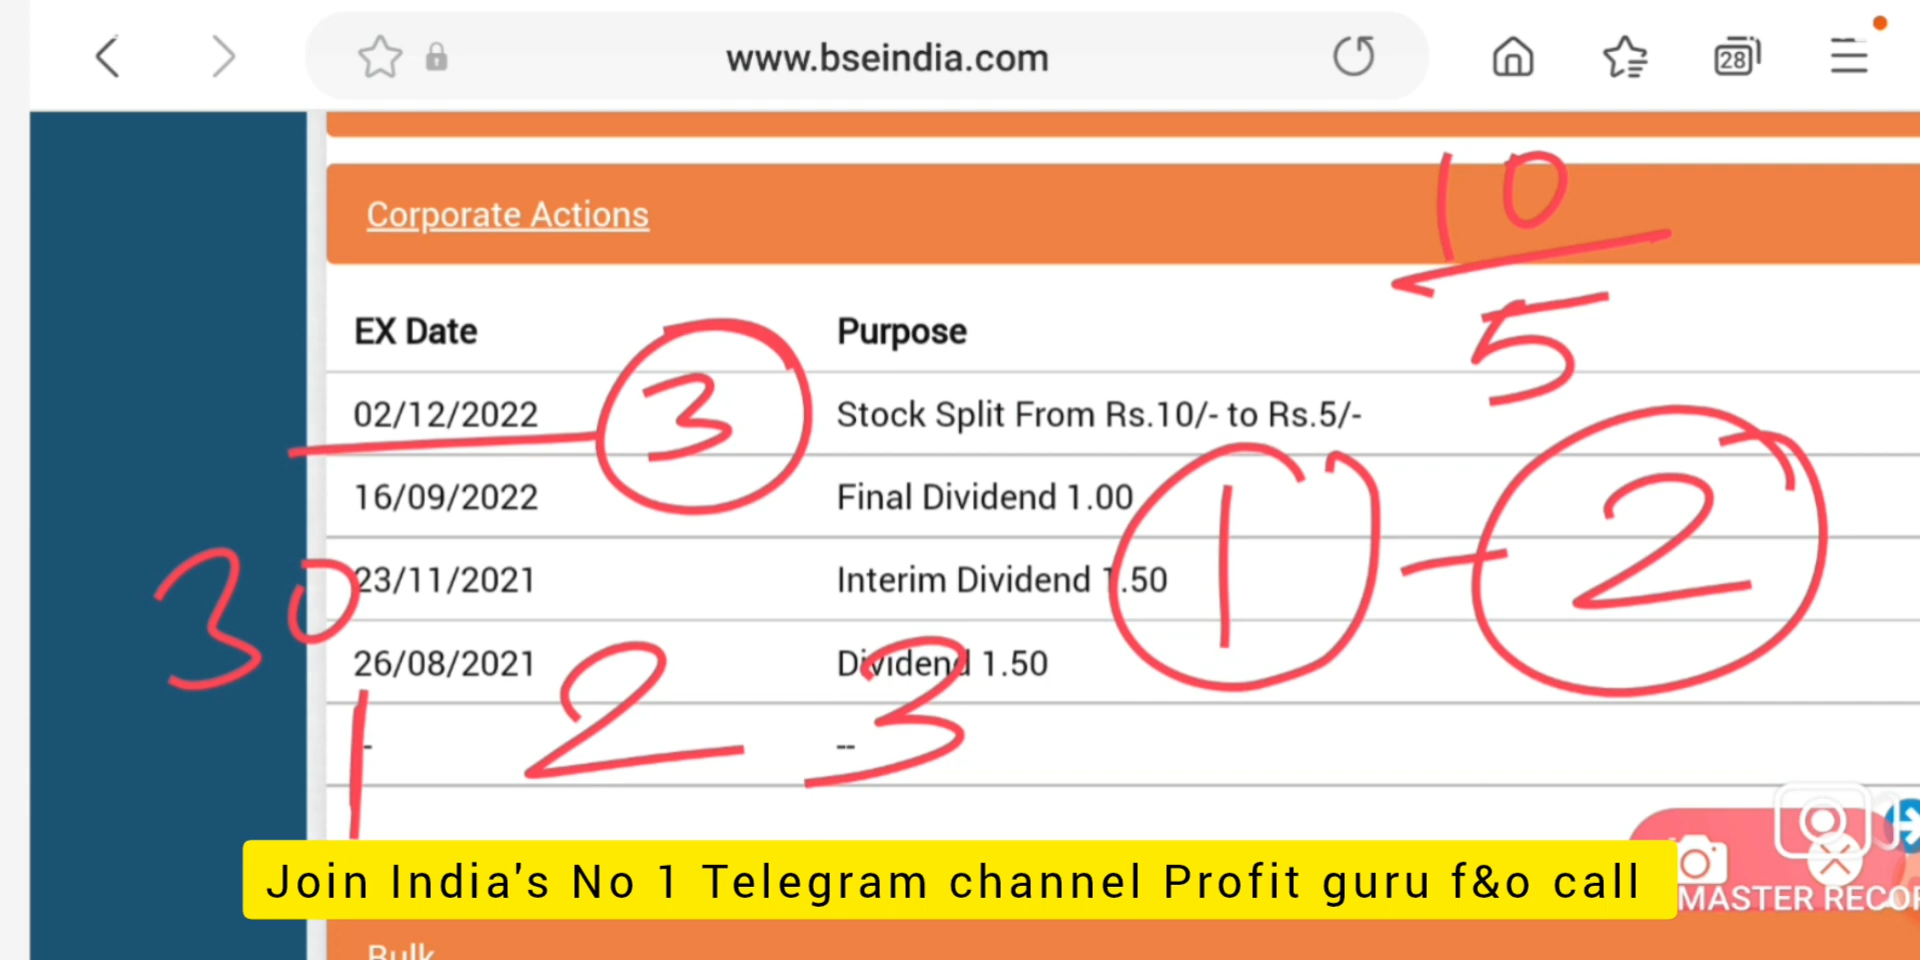 www.bseindia.com
28
Corporate Actions
10
5
EX Date Purpose
02/12/2022 3 Stock Split From Rs.10/- to Rs.5/-
16/09/2022 Final Dividend 1.00
1 - 2
23/11/2021 Interim Dividend 1.50
30
26/08/2021 Dividend 1.50
1 2 3
-- --
Join India's No 1 Telegram channel Profit guru f&o call
MASTER RECOR
Bulk